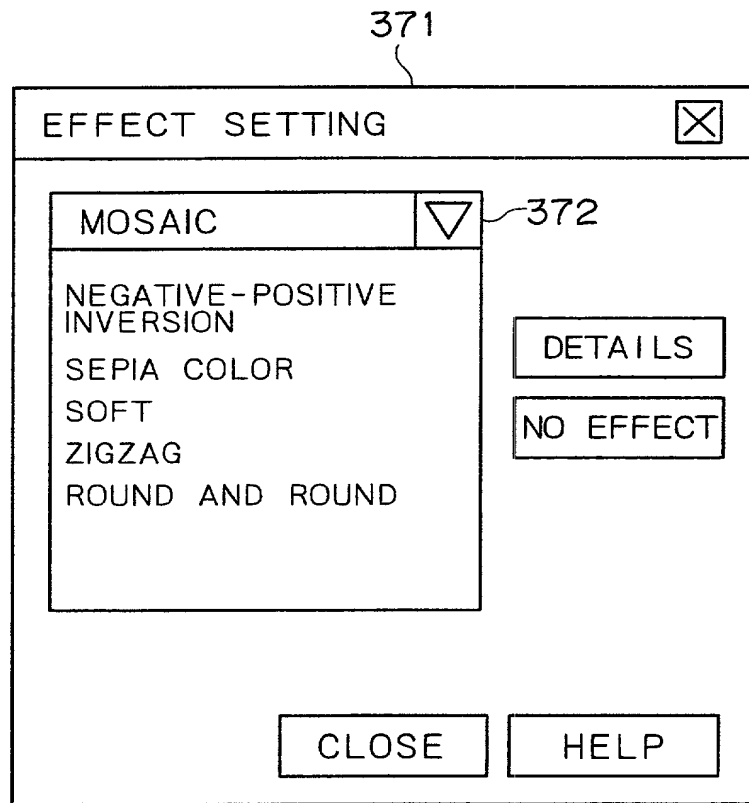 371
EFFECT SETTING
MOSAIC
372
NEGATIVE-POSITIVE
INVERSION
SEPIA COLOR
SOFT
ZIGZAG
ROUND AND ROUND
DETAILS
NO EFFECT
CLOSE
HELP